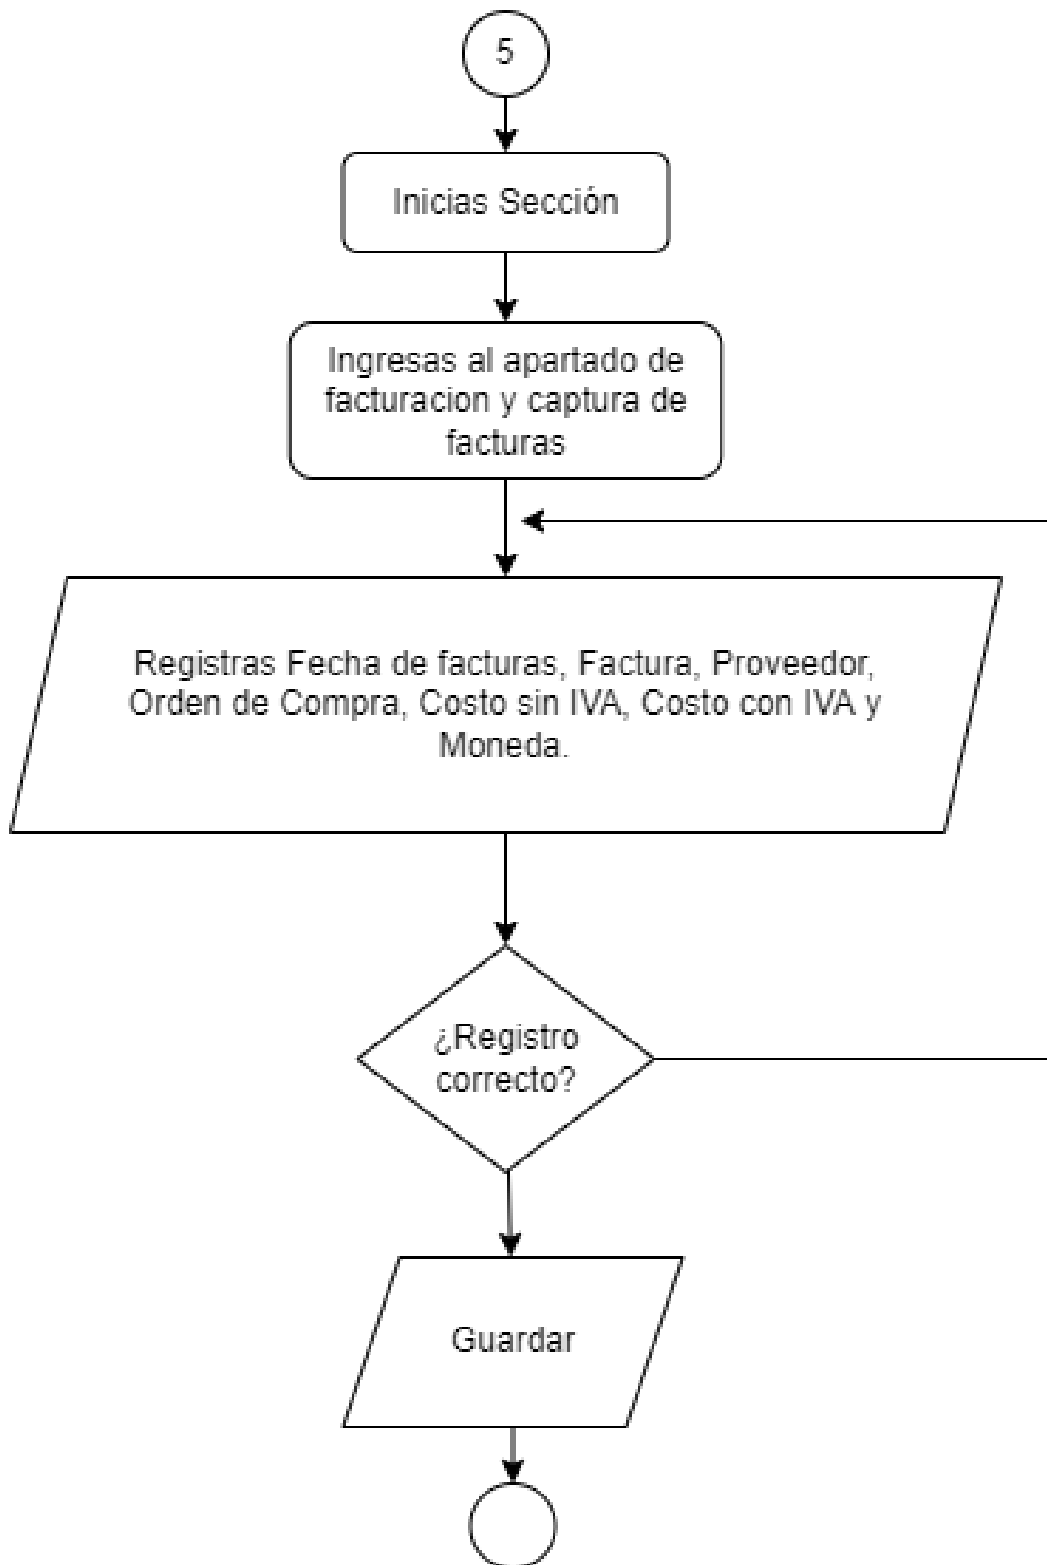 5
Inicias Sección
Ingresas al apartado de
facturacion y captura de
facturas
Registras Fecha de facturas, Factura, Proveedor,
Orden de Compra, Costo sin IVA, Costo con IVA y
Moneda.
¿Registro
correcto?
Guardar